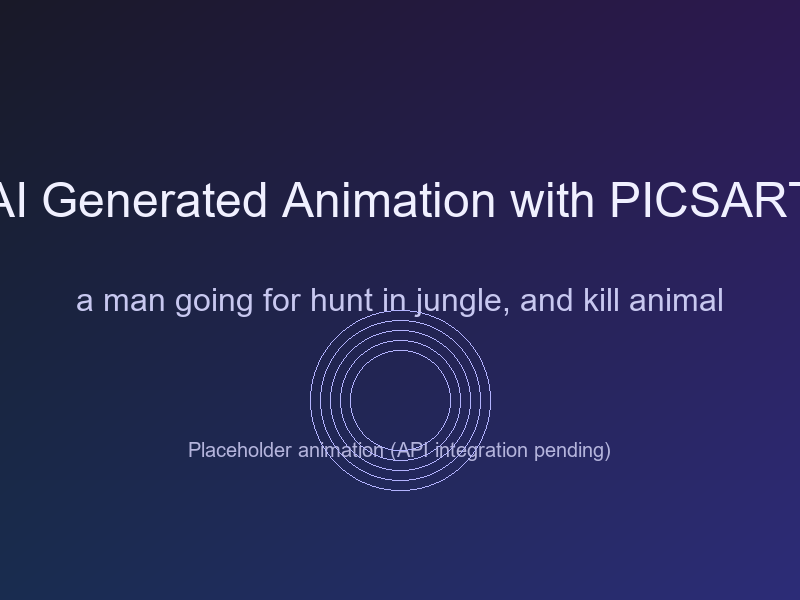 AI Generated Animation with PICSART
a man going for hunt in jungle, and kill animal
Placeholder animation (API integration pending)